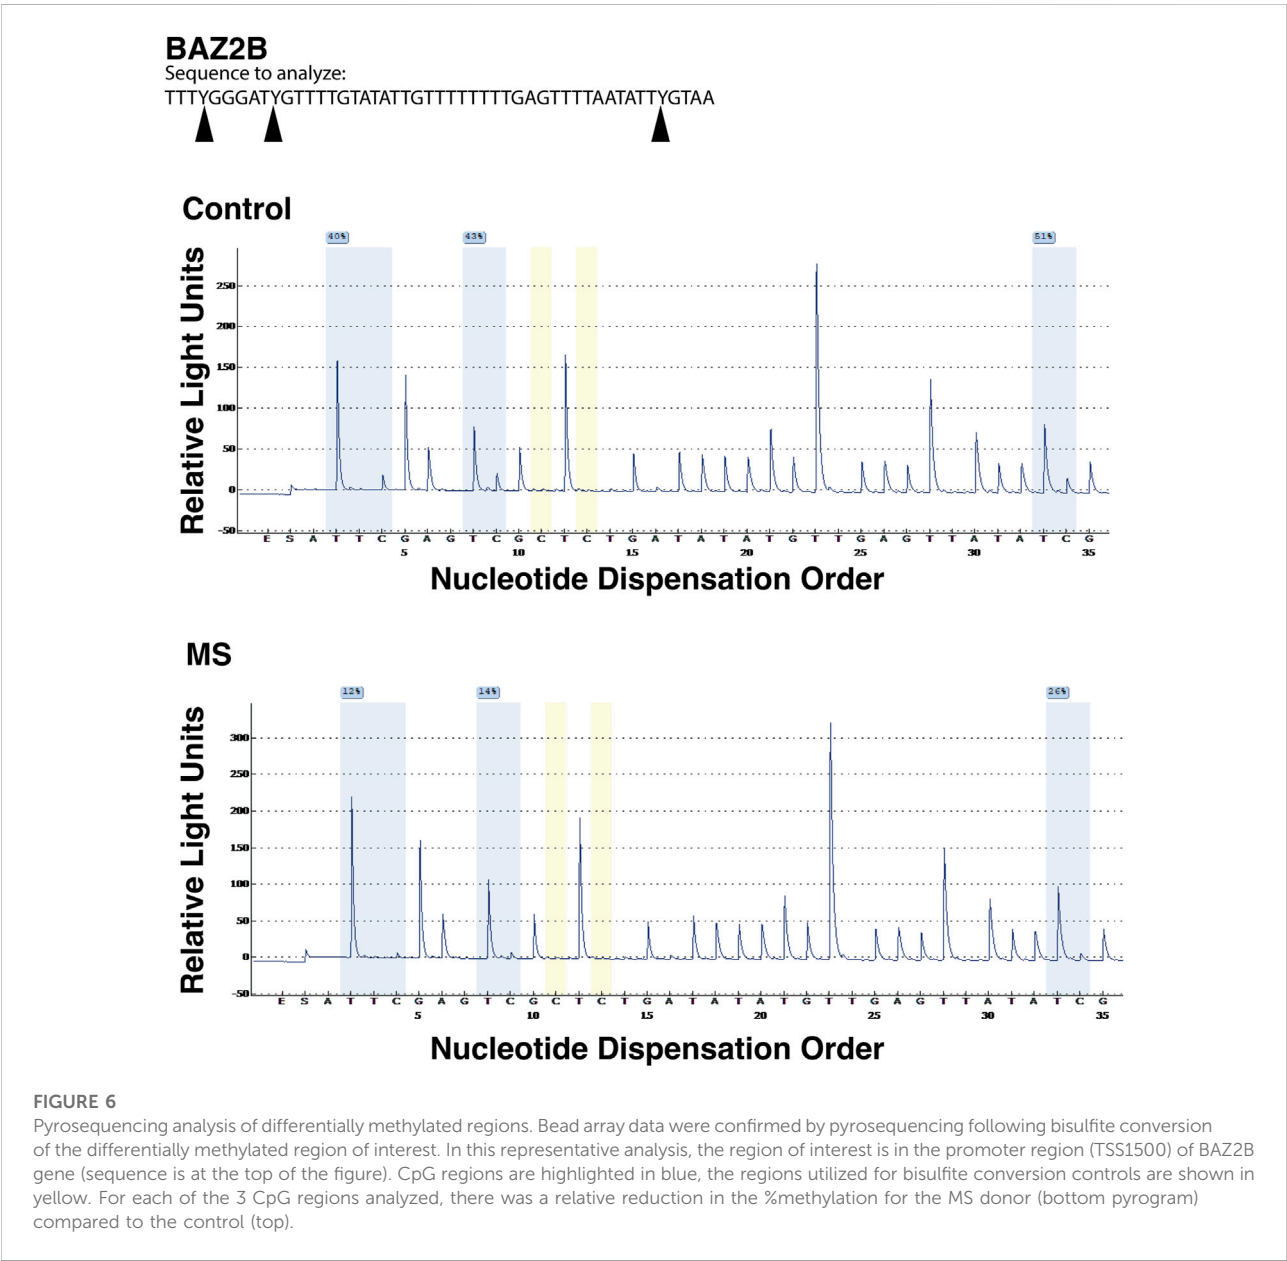 BAZ2B
Sequence to analyze:
TTTYGGGATYGTTTTGTATATTGTTTTTTTTGAGTTTTAATATTYGTAA
Control
40% 43% 51%
Relative Light Units
250
200
150
100
50
0
-50
E S A T T C G A G T C G C T C T G A T A T A T G T T G A G T T A T A T C G
5 10 15 20 25 30 35
Nucleotide Dispensation Order
MS
12% 14% 26%
Relative Light Units
300
250
200
150
100
50
0
-50
E S A T T C G A G T C G C T C T G A T A T A T G T T G A G T T A T A T C G
5 10 15 20 25 30 35
Nucleotide Dispensation Order
FIGURE 6
Pyrosequencing analysis of differentially methylated regions. Bead array data were confirmed by pyrosequencing following bisulfite conversion
of the differentially methylated region of interest. In this representative analysis, the region of interest is in the promoter region (TSS1500) of BAZ2B
gene (sequence is at the top of the figure). CpG regions are highlighted in blue, the regions utilized for bisulfite conversion controls are shown in
yellow. For each of the 3 CpG regions analyzed, there was a relative reduction in the %methylation for the MS donor (bottom pyrogram)
compared to the control (top).